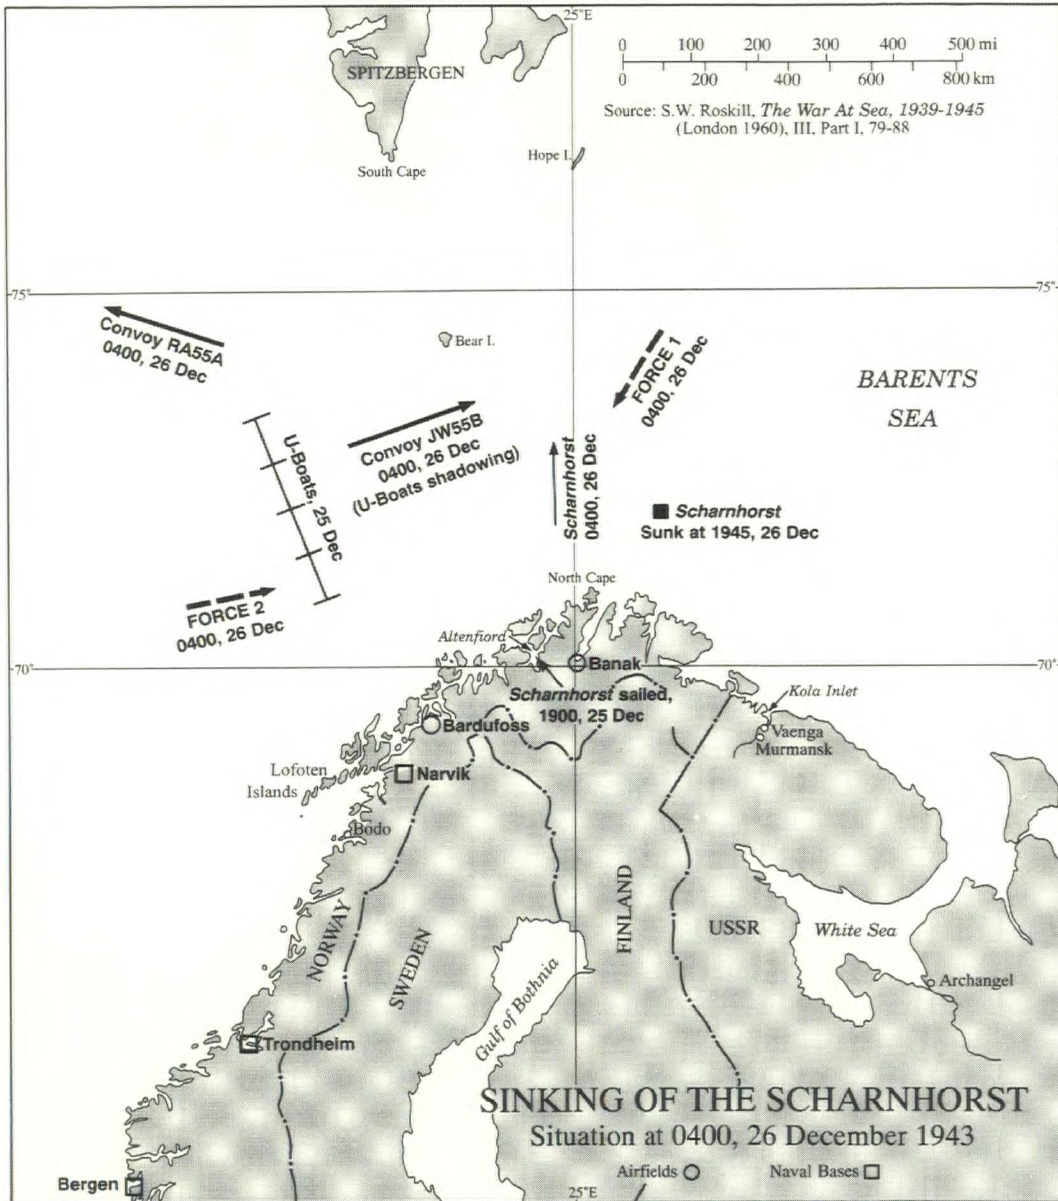 25°E
0 100 200 300 400 500 mi
0 200 400 600 800 km
Source: S.W. Roskill, The War At Sea, 1939-1945
(London 1960), III, Part I, 79-88
SPITZBERGEN
Hope I.
South Cape
75°
75°
Convoy RA55A
0400, 26 Dec
Bear I.
FORCE 1
0400, 26 Dec
BARENTS
SEA
U-Boats, 25 Dec
Convoy JW55B
0400, 26 Dec
(U-Boats shadowing)
Scharnhorst
0400, 26 Dec
Scharnhorst
Sunk at 1945, 26 Dec
North Cape
FORCE 2
0400, 26 Dec
Altenfiord
70°
70°
Banak
Scharnhorst sailed,
1900, 25 Dec
Kola Inlet
Bardufoss
Vaenga
Murmansk
Lofoten
Islands
Narvik
Bodo
NORWAY
SWEDEN
FINLAND
USSR
White Sea
Gulf of Bothnia
Archangel
Trondheim
SINKING OF THE SCHARNHORST
Situation at 0400, 26 December 1943
Airfields
Naval Bases
Bergen
25°E